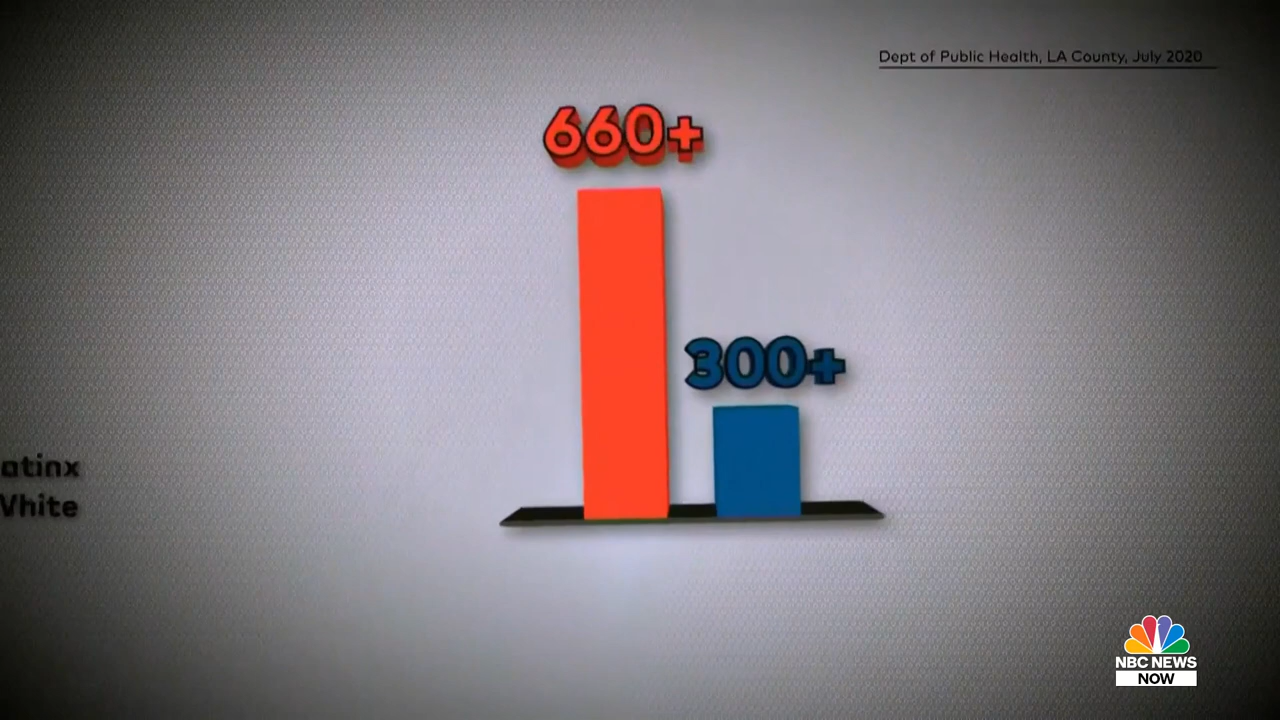 Dept of Public Health, LA County, July 2020
660+
300+
atinx
White
NBC NEWS
NOW